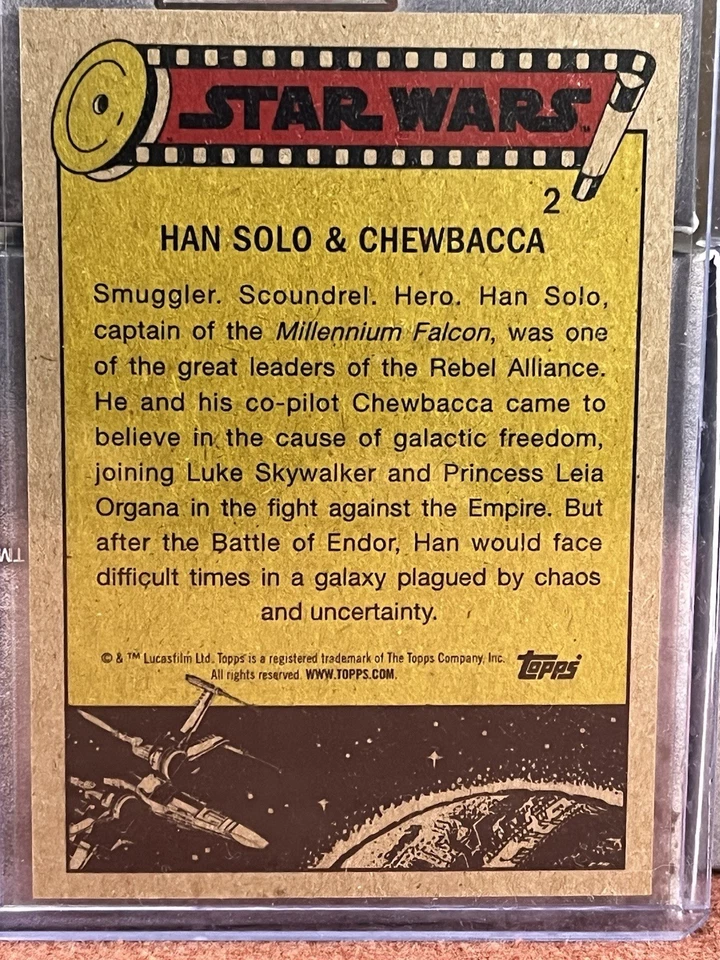 STAR WARS™
2
HAN SOLO & CHEWBACCA
Smuggler. Scoundrel. Hero. Han Solo,
captain of the Millennium Falcon, was one
of the great leaders of the Rebel Alliance.
He and his co-pilot Chewbacca came to
believe in the cause of galactic freedom,
joining Luke Skywalker and Princess Leia
Organa in the fight against the Empire. But
after the Battle of Endor, Han would face
difficult times in a galaxy plagued by chaos
and uncertainty.
© & ™ Lucasfilm Ltd. Topps is a registered trademark of The Topps Company, Inc.
All rights reserved. WWW.TOPPS.COM.
topps
TM